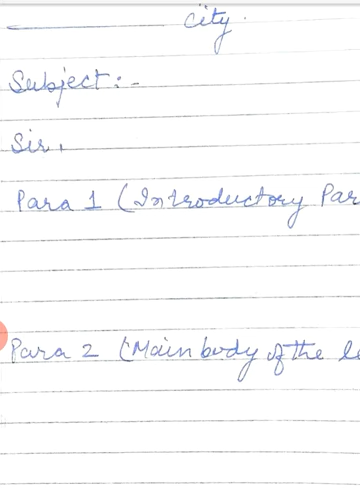 city.
Subject :-
Sir,
Para 1 (Introductory Par
Para 2 (Main body of the le